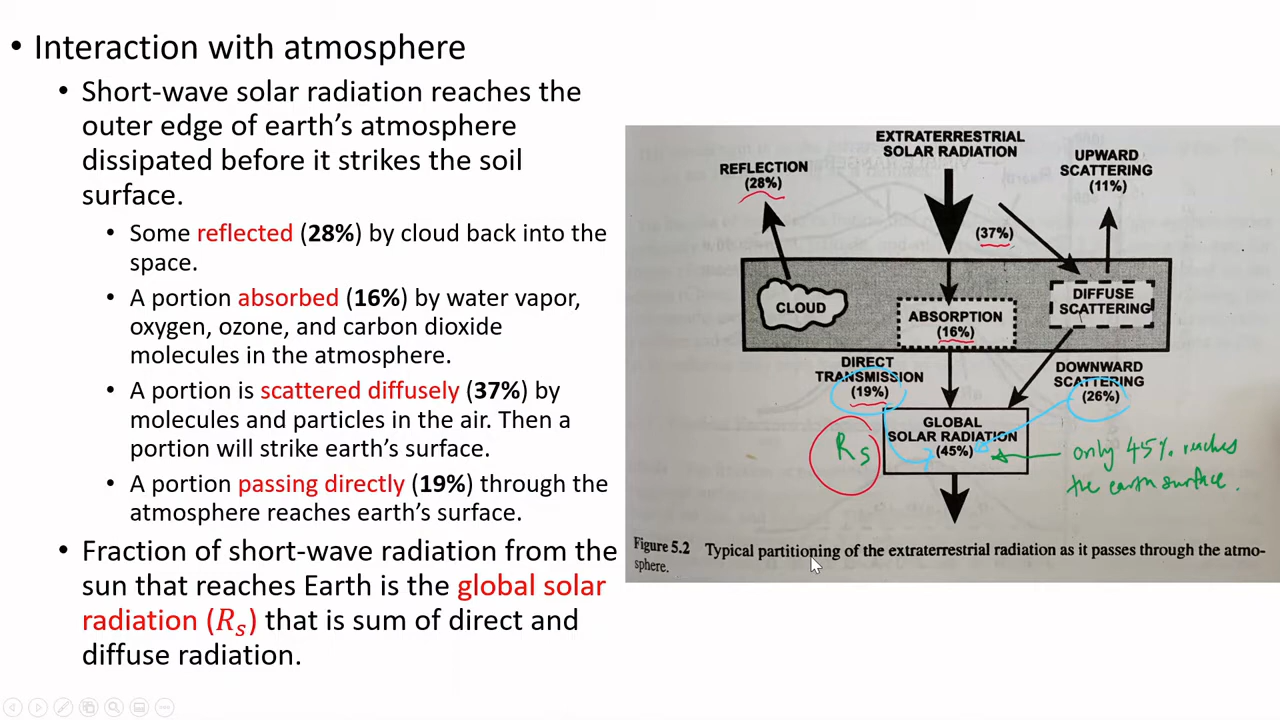 • Interaction with atmosphere
• Short-wave solar radiation reaches the
outer edge of earth's atmosphere
dissipated before it strikes the soil
surface.
• Some reflected (28%) by cloud back into the
space.
• A portion absorbed (16%) by water vapor,
oxygen, ozone, and carbon dioxide
molecules in the atmosphere.
• A portion is scattered diffusely (37%) by
molecules and particles in the air. Then a
portion will strike earth's surface.
• A portion passing directly (19%) through the
atmosphere reaches earth's surface.
• Fraction of short-wave radiation from the
sun that reaches Earth is the global solar
radiation (Rs) that is sum of direct and
diffuse radiation.
EXTRATERRESTRIAL
SOLAR RADIATION
REFLECTION
(28%)
UPWARD
SCATTERING
(11%)
(37%)
CLOUD
ABSORPTION
(16%)
DIFFUSE
SCATTERING
DIRECT
TRANSMISSION
(19%)
DOWNWARD
SCATTERING
(26%)
GLOBAL
SOLAR RADIATION
(45%)
Rs
only 45% reaches
the earth surface.
Figure 5.2 Typical partitioning of the extraterrestrial radiation as it passes through the atmo-
sphere.